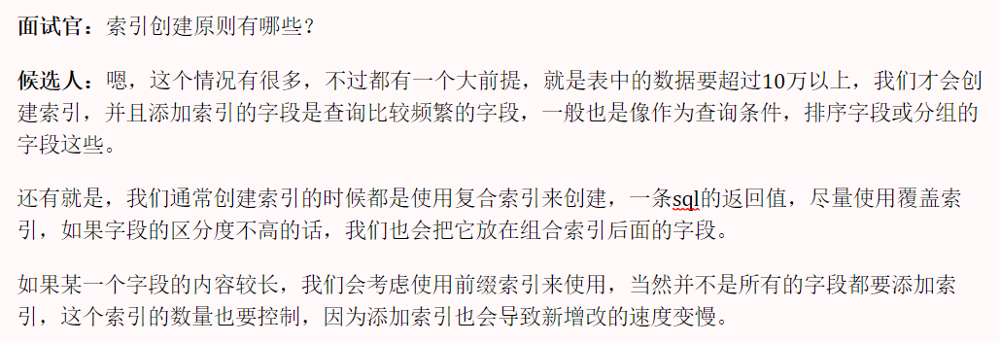 面试官：索引创建原则有哪些？
候选人：嗯，这个情况有很多，不过都有一个大前提，就是表中的数据要超过10万以上，我们才会创
建索引，并且添加索引的字段是查询比较频繁的字段，一般也是像作为查询条件，排序字段或分组的
字段这些。
还有就是，我们通常创建索引的时候都是使用复合索引来创建，一条sql的返回值，尽量使用覆盖索
引，如果字段的区分度不高的话，我们也会把它放在组合索引后面的字段。
如果某一个字段的内容较长，我们会考虑使用前缀索引来使用，当然并不是所有的字段都要添加索
引，这个索引的数量也要控制，因为添加索引也会导致新增改的速度变慢。